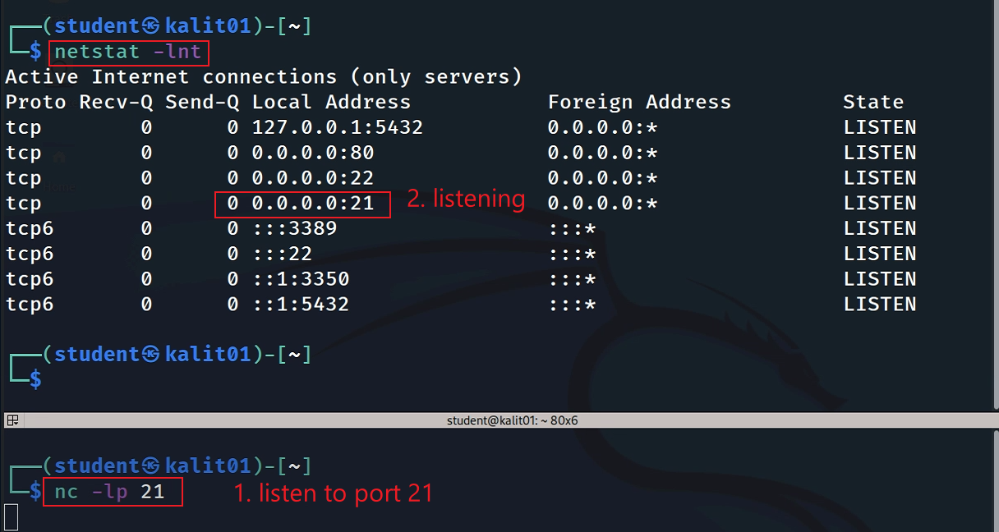 ┌──(student㉿kalit01)-[~]
└─$ netstat -lnt
Active Internet connections (only servers)
Proto Recv-Q Send-Q Local Address           Foreign Address         State
tcp        0      0 127.0.0.1:5432          0.0.0.0:*               LISTEN
tcp        0      0 0.0.0.0:80              0.0.0.0:*               LISTEN
tcp        0      0 0.0.0.0:22              0.0.0.0:*               LISTEN
tcp        0      0 0.0.0.0:21 2. listening 0.0.0.0:*               LISTEN
tcp6       0      0 :::3389                 :::*                    LISTEN
tcp6       0      0 :::22                   :::*                    LISTEN
tcp6       0      0 ::1:3350                :::*                    LISTEN
tcp6       0      0 ::1:5432                :::*                    LISTEN
┌──(student㉿kalit01)-[~]
└─$
student@kalit01: ~ 80x6
┌──(student㉿kalit01)-[~]
└─$ nc -lp 21 1. listen to port 21